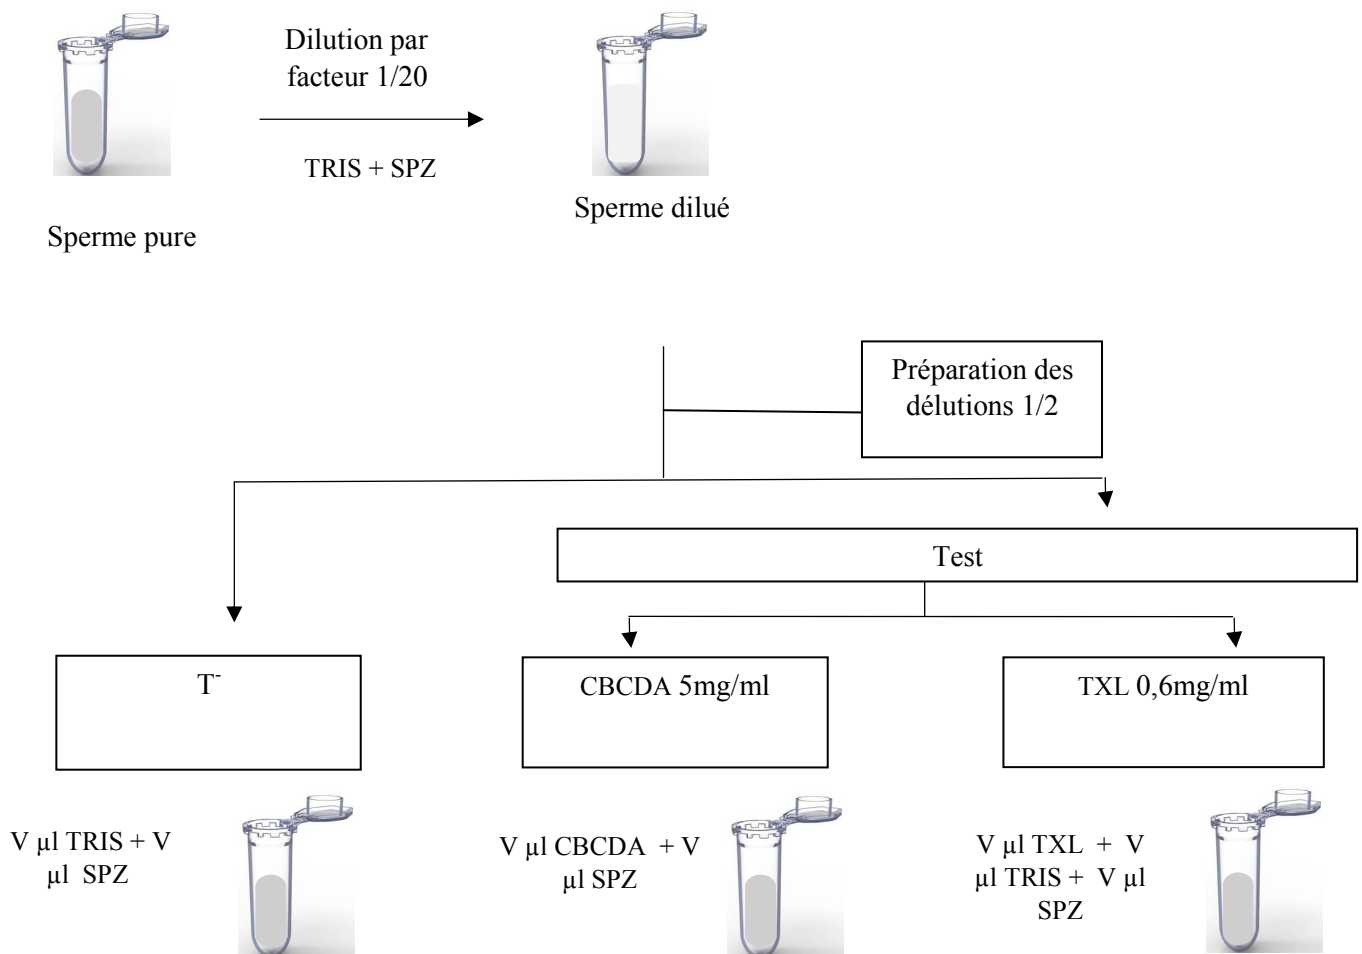 Dilution par
facteur 1/20
TRIS + SPZ
Sperme pure
Sperme dilué
Préparation des
délutions 1/2
Test
T⁻
CBCDA 5mg/ml
TXL 0,6mg/ml
V µl TRIS + V
µl SPZ
V µl CBCDA + V
µl SPZ
V µl TXL + V
µl TRIS + V µl
SPZ